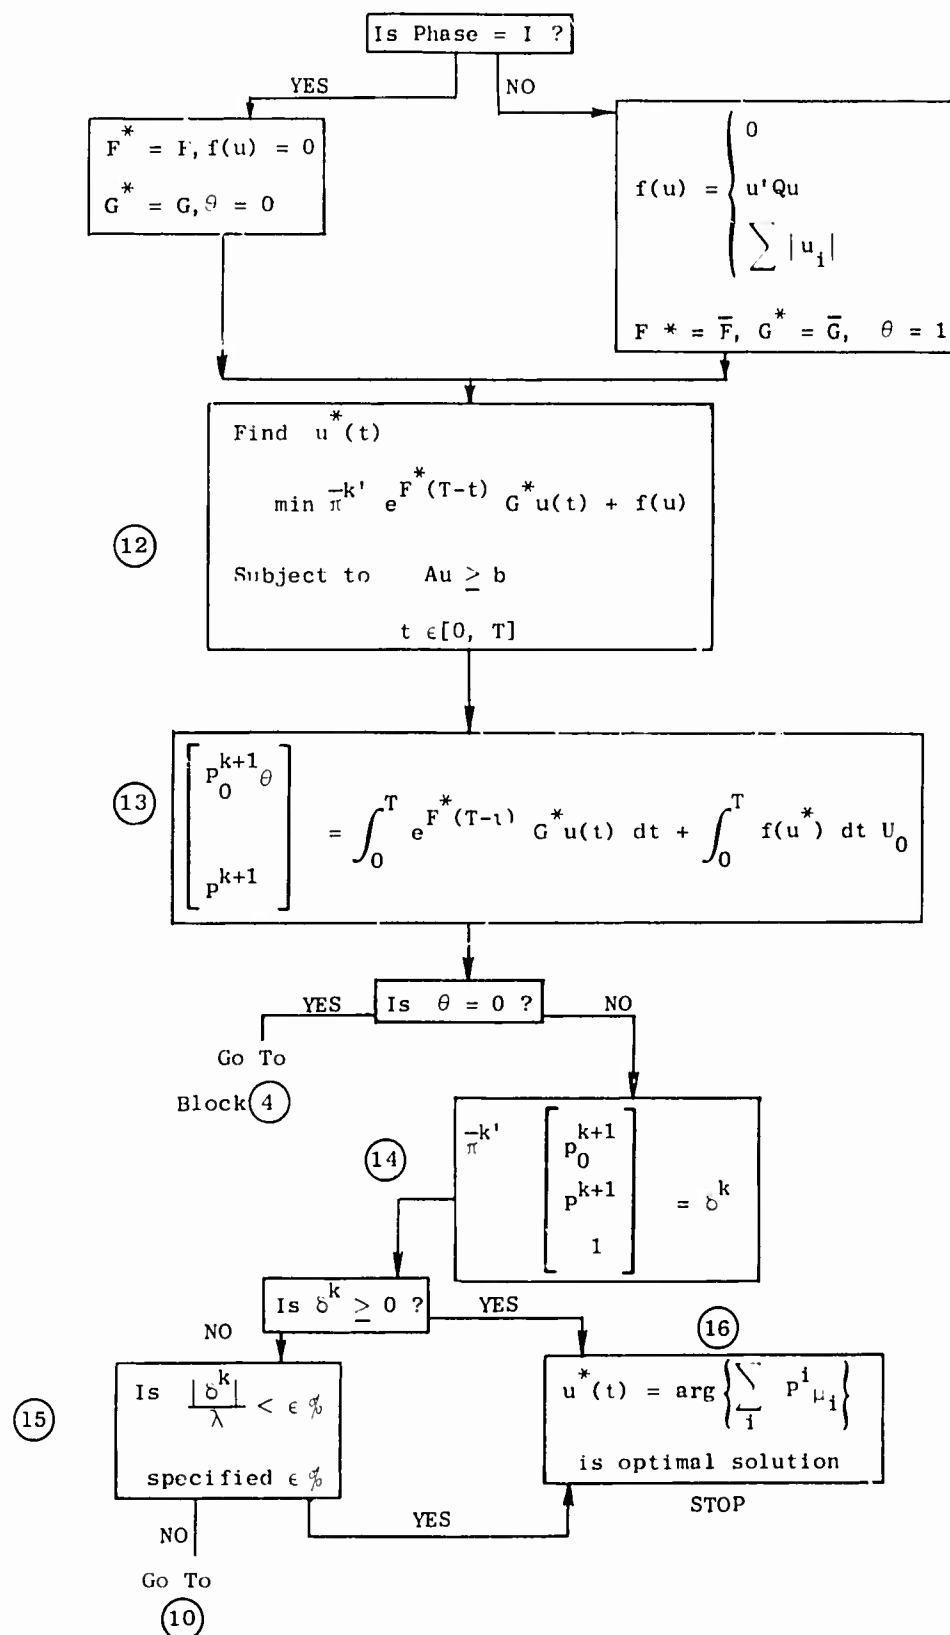 Is Phase = I ?
YES
NO
F* = F, f(u) = 0
G* = G, θ = 0
f(u) = { 0
u'Qu
∑ |u_i|
F * = F̅, G* = G̅, θ = 1
Find u*(t)
min π̅^k' e^F*(T-t) G*u(t) + f(u)
12
Subject to Au ≥ b
t ϵ[0, T]
13
[P_0^k+1 θ
P^k+1] = ∫_0^T e^F*(T-t) G*u(t) dt + ∫_0^T f(u*) dt U_0
YES
Is θ = 0 ?
NO
Go To
Block 4
14
π̅^k' [p_0^k+1
P^k+1
1] = δ^k
Is δ^k ≥ 0 ?
YES
NO
16
15
Is |δ^k|/λ < ϵ %
specified ϵ %
u*(t) = arg{∑_i P^i μ_i}
is optimal solution
STOP
YES
NO
Go To
10